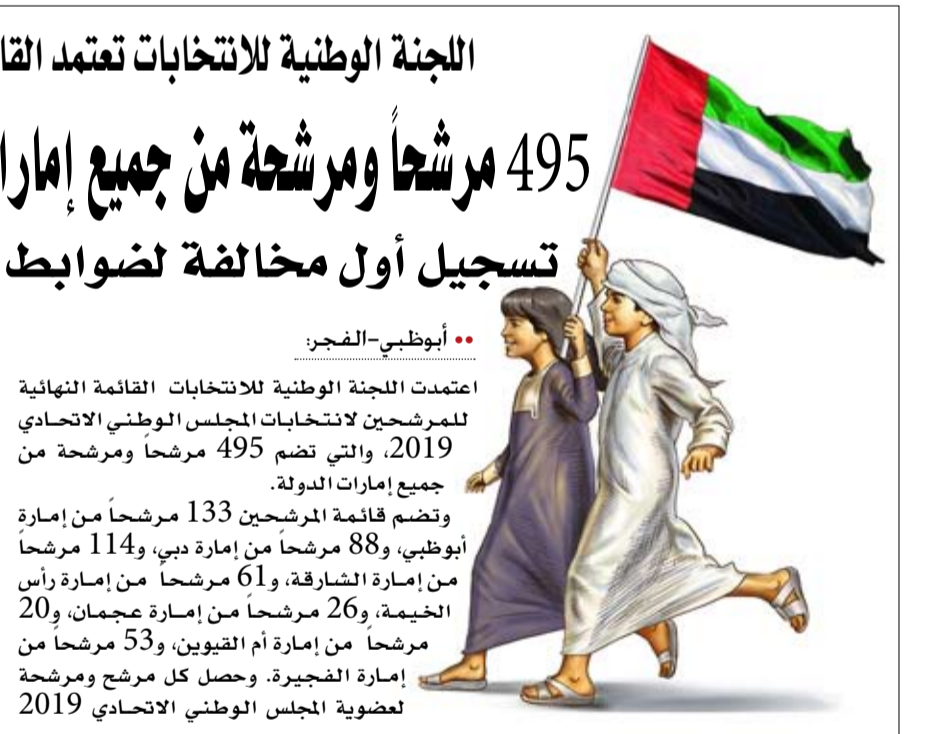 اللجنة الوطنية للانتخابات تعتمد
495 مرشحاً ومرشحة من جميع
تسجيل أول مخالفة لضوابط
•• أبوظبي-الفجر:
اعتمدت اللجنة الوطنية للانتخابات القائمة النهائية
للمرشحين لانتخابات المجلس الوطني الاتحادي
2019، والتي تضم 495 مرشحاً ومرشحة من
جميع إمارات الدولة.
وتضم قائمة المرشحين 133 مرشحاً من إمارة
أبوظبي، و88 مرشحاً من إمارة دبي، و114 مرشحاً
من إمارة الشارقة، و61 مرشحاً من إمارة رأس
الخيمة، و26 مرشحاً من إمارة عجمان، و20
مرشحاً من إمارة أم القيوين، و53 مرشحاً من
إمارة الفجيرة. وحصل كل مرشح ومرشحة
لعضوية المجلس الوطني الاتحادي 2019